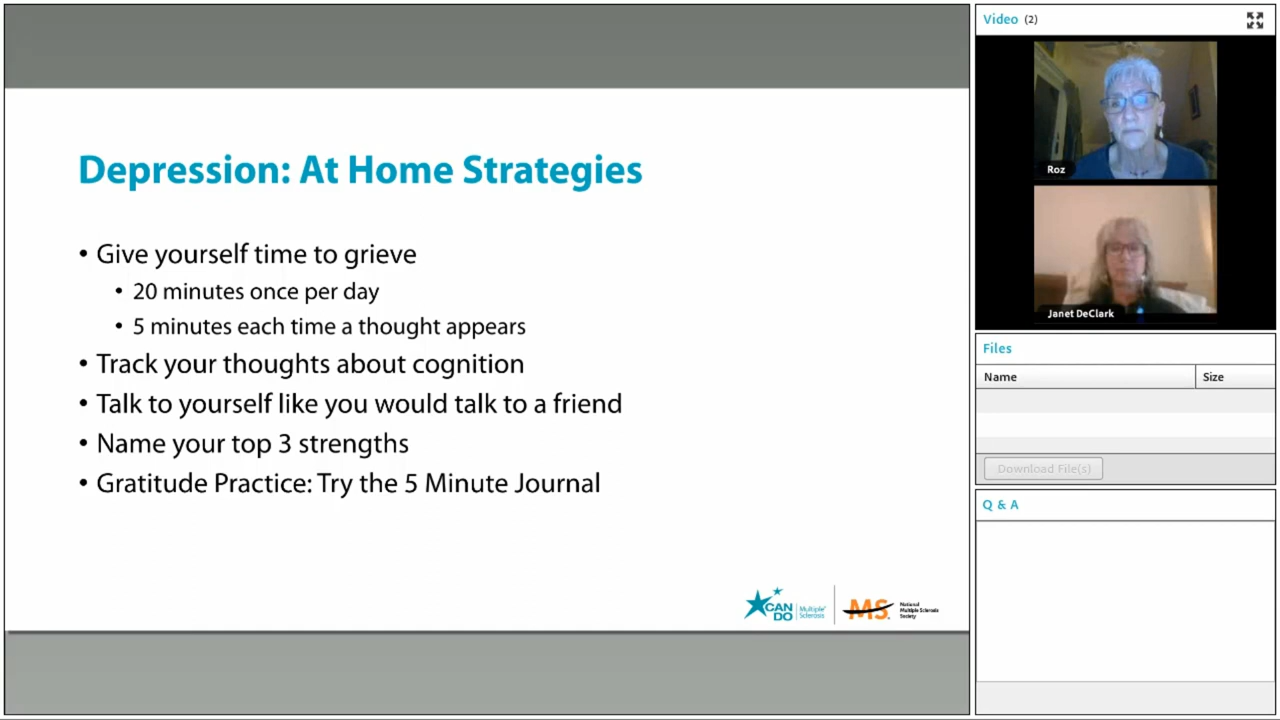 Depression: At Home Strategies
• Give yourself time to grieve
• 20 minutes once per day
• 5 minutes each time a thought appears
• Track your thoughts about cognition
• Talk to yourself like you would talk to a friend
• Name your top 3 strengths
• Gratitude Practice: Try the 5 Minute Journal
CAN DO
Multiple Sclerosis
MS
National
Multiple Sclerosis
Society
Video (2)
Roz
Janet DeClark
Files
Name Size
Download File(s)
Q & A